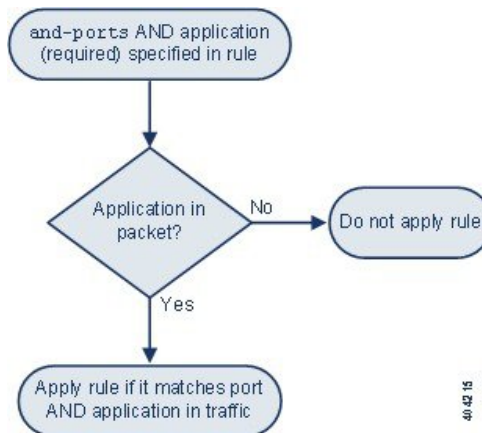 and-ports AND application
(required) specified in rule
Application in
packet?
No
Do not apply rule
Yes
Apply rule if it matches port
AND application in traffic
404215